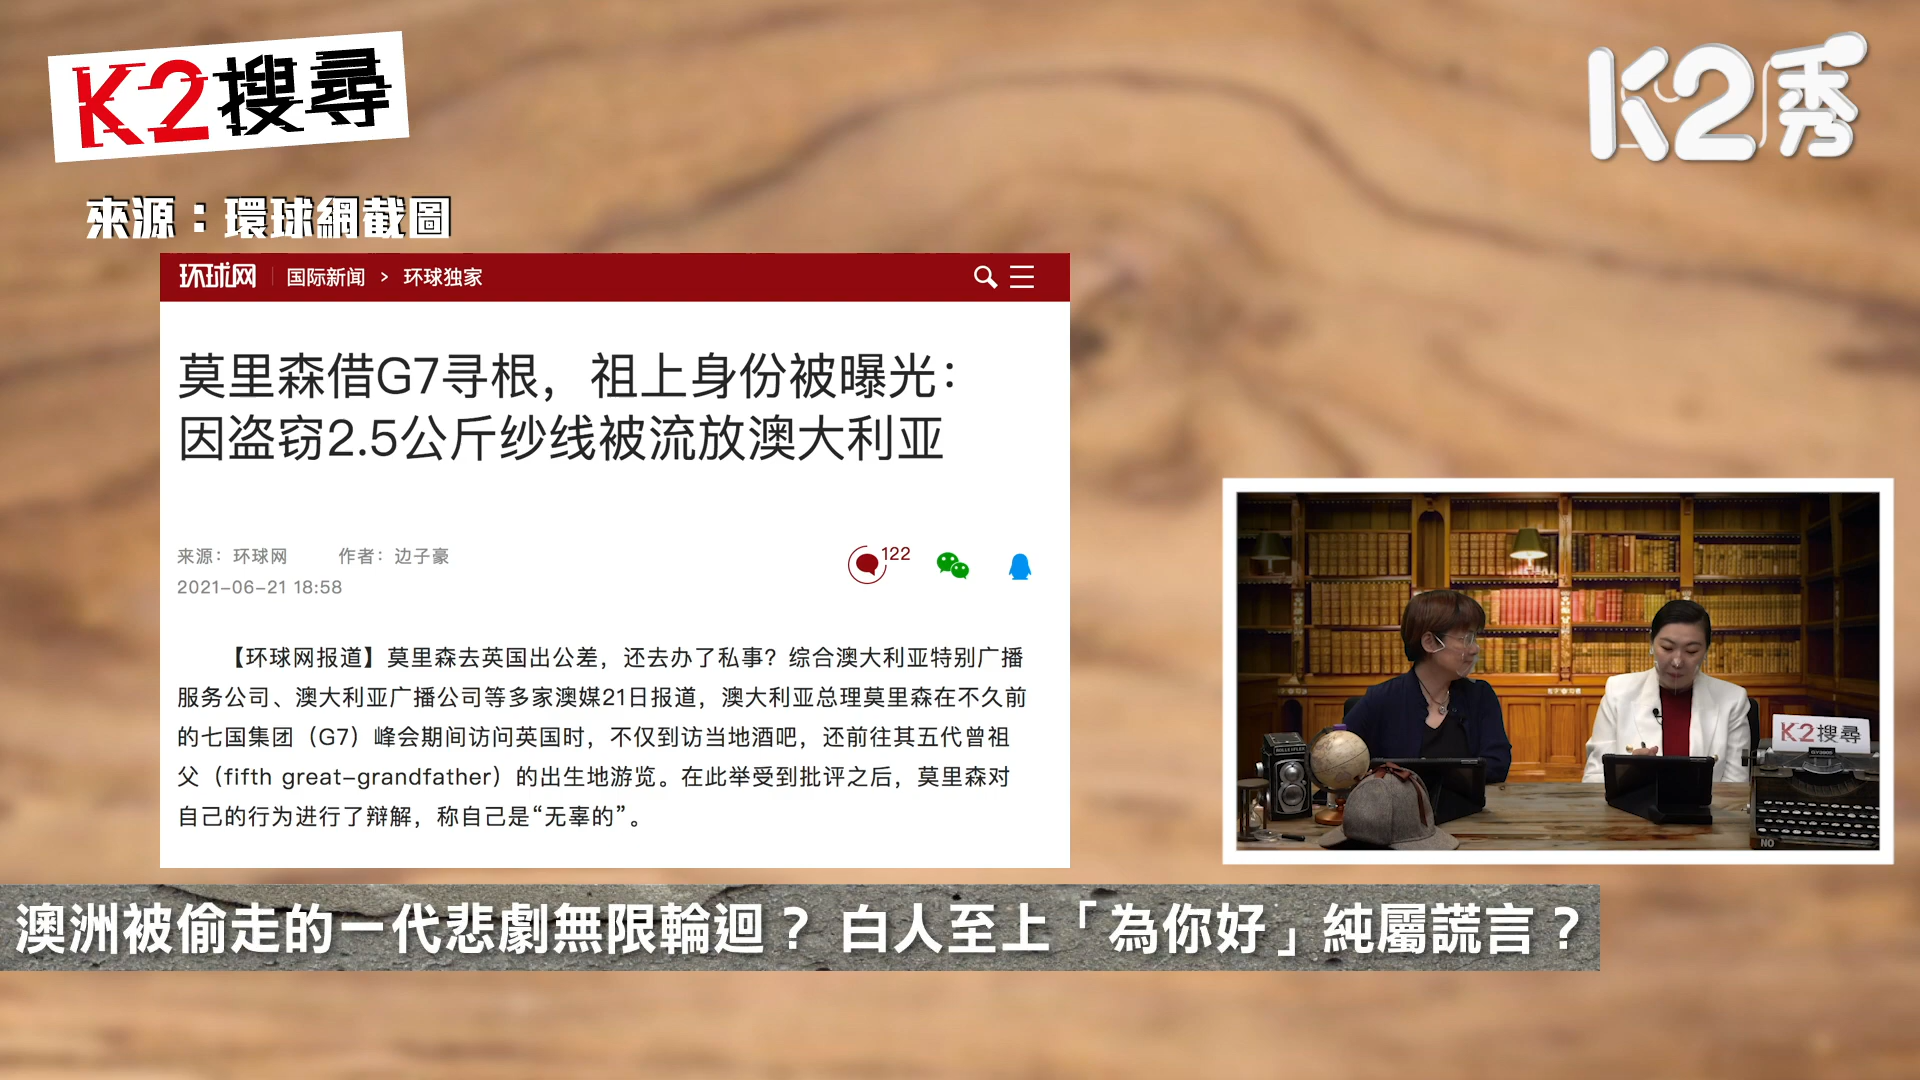 K2搜尋
K2秀
來源：環球網截圖
环球网 国际新闻 > 环球独家
莫里森借G7寻根，祖上身份被曝光：
因盗窃2.5公斤纱线被流放澳大利亚
来源：环球网 作者：边子豪
122
2021-06-21 18:58
【环球网报道】莫里森去英国出公差，还去办了私事？综合澳大利亚特别广播
服务公司、澳大利亚广播公司等多家澳媒21日报道，澳大利亚总理莫里森在不久前
的七国集团（G7）峰会期间访问英国时，不仅到访当地酒吧，还前往其五代曾祖
父（fifth great-grandfather）的出生地游览。在此举受到批评之后，莫里森对
自己的行为进行了辩解，称自己是“无辜的”。
K2搜尋
ROLLEIFLEX
NO
澳洲被偷走的一代悲劇無限輪迴？ 白人至上「為你好」純屬謊言？